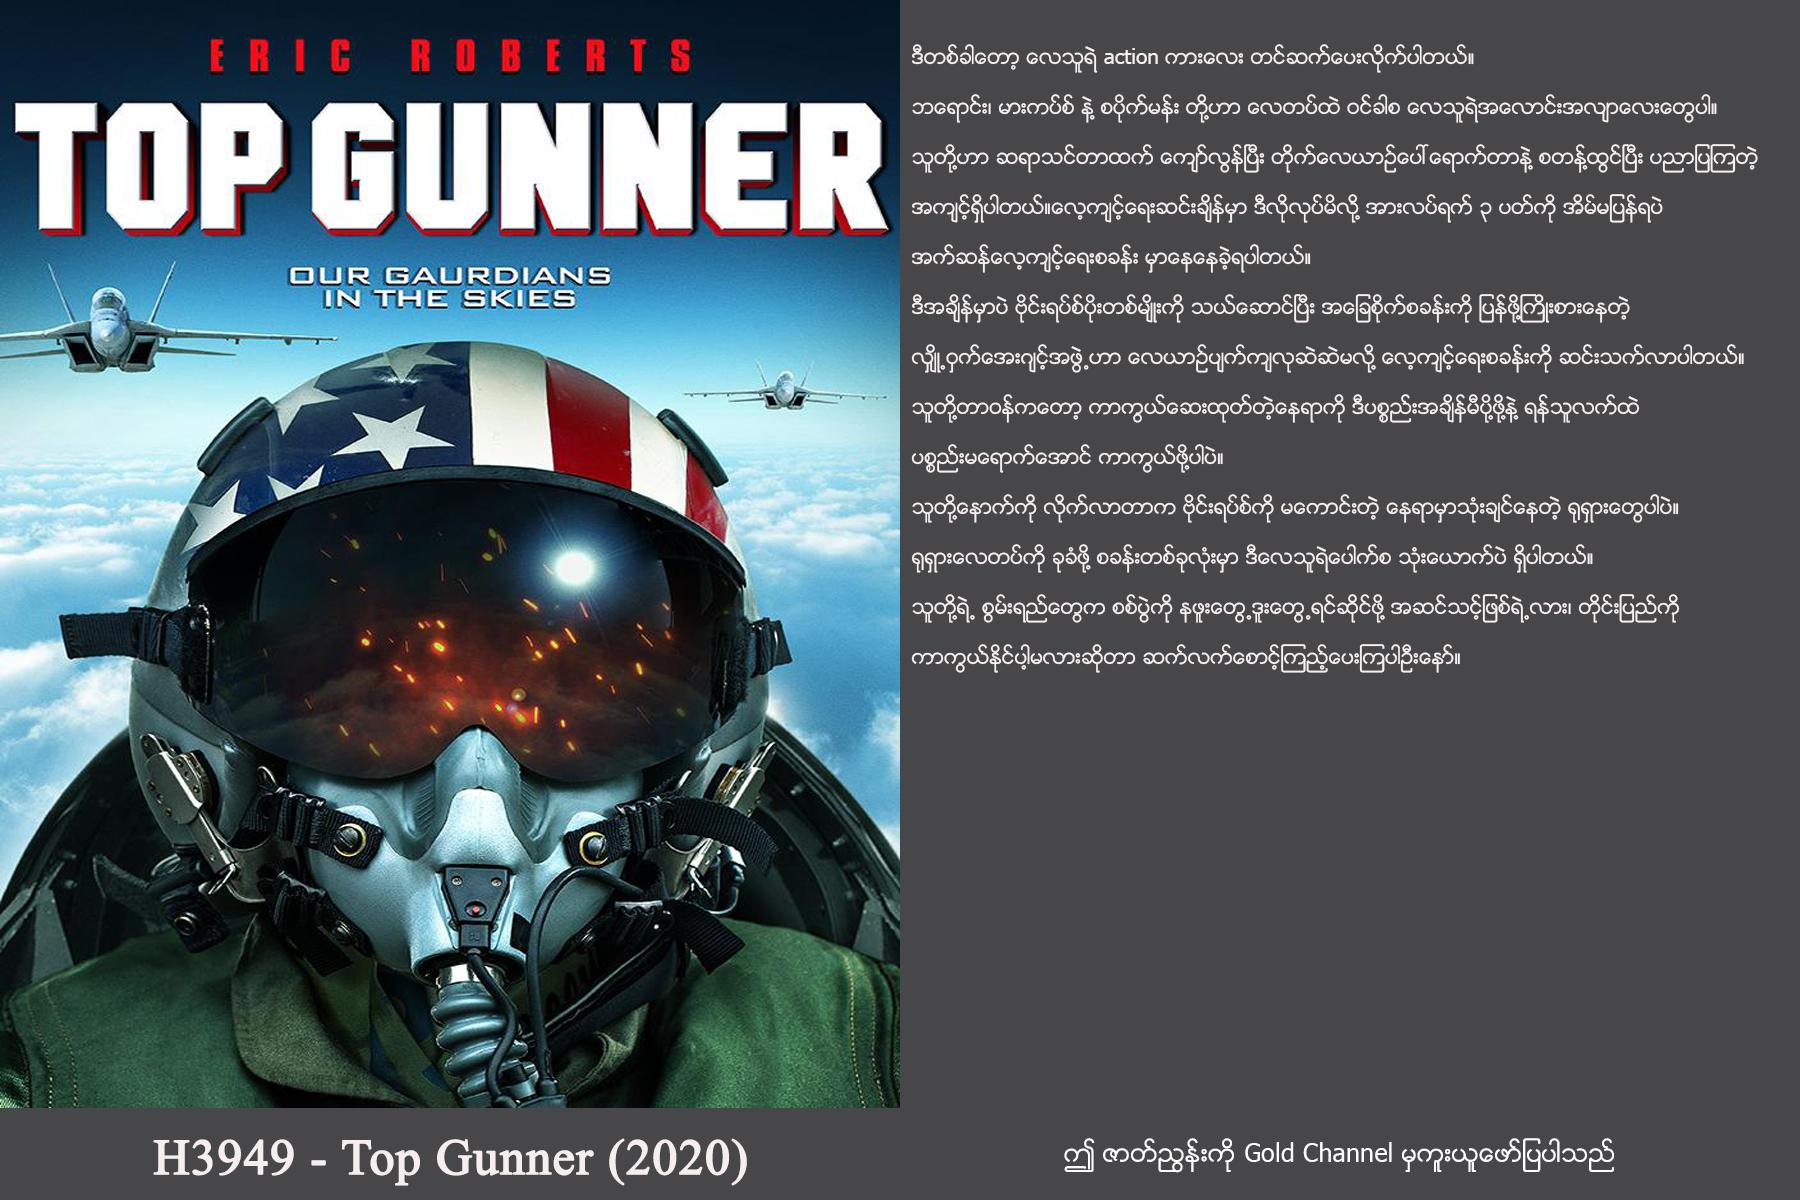 ERIC ROBERTS
TOP GUNNER
OUR GAURDIANS
IN THE SKIES
ဒီတစ်ခါတော့ လေသူရဲ action ကားလေး တင်ဆက်ပေးလိုက်ပါတယ်။
ဘရောင်း၊ မားကပ်စ် နဲ့ စပိုက်မန်း တို့ဟာ လေတပ်ထဲ ဝင်ခါစ လေသူရဲအလောင်းအလျာလေးတွေပါ။
သူတို့ဟာ ဆရာသင်တာထက် ကျော်လွန်ပြီး တိုက်လေယာဉ်ပေါ် ရောက်တာနဲ့ စတန့်ထွင်ပြီး ပညာပြကြတဲ့
အကျင့်ရှိပါတယ်။လေ့ကျင့်ရေးဆင်းချိန်မှာ ဒီလိုလုပ်မိလို့ အားလပ်ရက် ၃ ပတ်ကို အိမ်မပြန်ရပဲ
အက်ဆန်လေ့ကျင့်ရေးစခန်း မှာနေနေခဲ့ရပါတယ်။
ဒီအချိန်မှာပဲ ဗိုင်းရပ်စ်ပိုးတစ်မျိုးကို သယ်ဆောင်ပြီး အခြေစိုက်စခန်းကို ပြန်ဖို့ကြိုးစားနေတဲ့
လျှို့ဝှက်အေးဂျင့်အဖွဲ့ဟာ လေယာဉ်ပျက်ကျလုဆဲဆဲမလို့ လေ့ကျင့်ရေးစခန်းကို ဆင်းသက်လာပါတယ်။
သူတို့တာဝန်ကတော့ ကာကွယ်ဆေးထုတ်တဲ့နေရာကို ဒီပစ္စည်းအချိန်မီပို့ဖို့နဲ့ ရန်သူလက်ထဲ
ပစ္စည်းမရောက်အောင် ကာကွယ်ဖို့ပါပဲ။
သူတို့နောက်ကို လိုက်လာတာက ဗိုင်းရပ်စ်ကို မကောင်းတဲ့ နေရာမှာသုံးချင်နေတဲ့ ရုရှားတွေပါပဲ။
ရုရှားလေတပ်ကို ခုခံဖို့ စခန်းတစ်ခုလုံးမှာ ဒီလေသူရဲပေါက်စ သုံးယောက်ပဲ ရှိပါတယ်။
သူတို့ရဲ့ စွမ်းရည်တွေက စစ်ပွဲကို နဖူးတွေ့ဒူးတွေ့ရင်ဆိုင်ဖို့ အဆင်သင့်ဖြစ်ရဲ့လား၊ တိုင်းပြည်ကို
ကာကွယ်နိုင်ပါ့မလားဆိုတာ ဆက်လက်စောင့်ကြည့်ပေးကြပါဦးနော်။
H3949 - Top Gunner (2020)
ဤ ဇာတ်ညွှန်းကို Gold Channel မှကူးယူဖော်ပြပါသည်